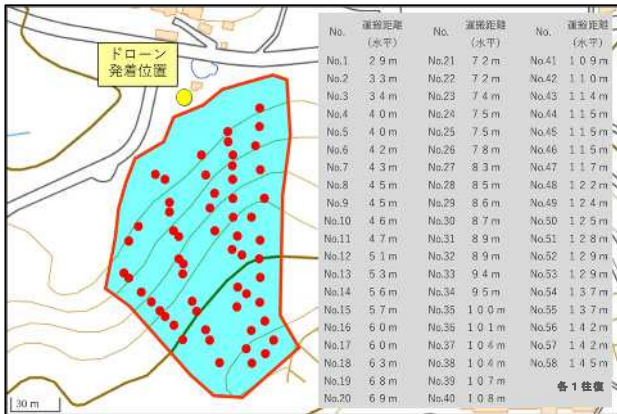 ドローン
発着位置
30 m
No. 運搬距離 No. 運搬距離 No. 運搬距離
(水平) (水平) (水平)
No.1 29m No.21 72m No.41 109m
No.2 33m No.22 72m No.42 110m
No.3 34m No.23 74m No.43 114m
No.4 40m No.24 75m No.44 115m
No.5 40m No.25 75m No.45 115m
No.6 42m No.26 78m No.46 115m
No.7 43m No.27 83m No.47 117m
No.8 45m No.28 85m No.48 122m
No.9 45m No.29 86m No.49 124m
No.10 46m No.30 87m No.50 125m
No.11 47m No.31 89m No.51 128m
No.12 51m No.32 89m No.52 129m
No.13 53m No.33 94m No.53 129m
No.14 56m No.34 95m No.54 137m
No.15 57m No.35 100m No.55 137m
No.16 60m No.36 101m No.56 142m
No.17 60m No.37 104m No.57 142m
No.18 63m No.38 104m No.58 145m
No.19 68m No.39 107m 各1往復
No.20 69m No.40 108m